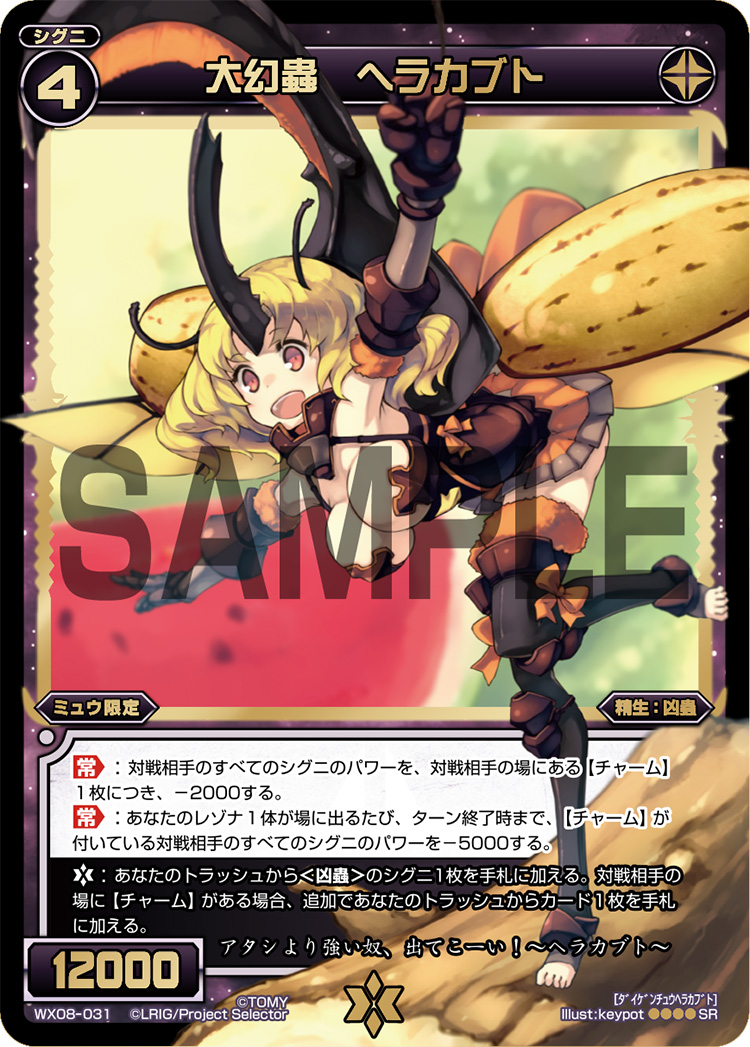 シグニ
4
大幻蟲　ヘラカブト
SAMPLE
ミュウ限定
精生：凶蟲
常：対戦相手のすべてのシグニのパワーを、対戦相手の場にある【チャーム】
1枚につき、－2000する。
常：あなたのレゾナ1体が場に出るたび、ターン終了時まで、【チャーム】が
付いている対戦相手のすべてのシグニのパワーを－5000する。
：あなたのトラッシュから＜凶蟲＞のシグニ1枚を手札に加える。対戦相手の
場に【チャーム】がある場合、追加であなたのトラッシュからカード1枚を手札
に加える。
アタシより強い奴、出てこーい！～ヘラカブト～
12000
WX08-031 ©LRIG/Project Selector
©TOMY
[ﾀﾞｲｹﾞﾝﾁｭｳﾍﾗｶﾌﾞﾄ]
Illust:keypot ●●●●SR